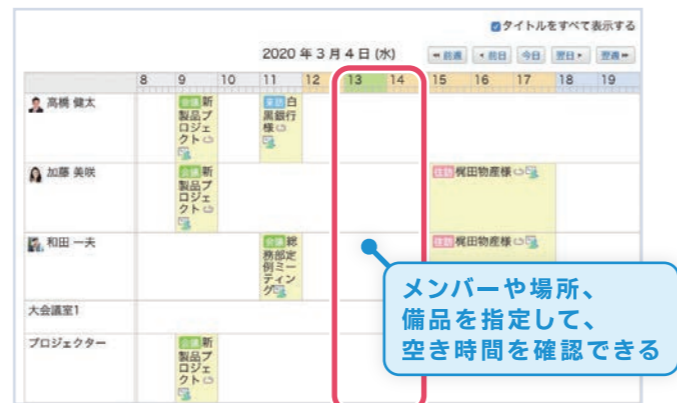 タイトルをすべて表示する
2020 年 3 月 4 日 (水)
前週 前日 今日 翌日 翌週
8 9 10 11 12 13 14 15 16 17 18 19
高橋 健太
会議 新
製品プ
ロジェ
クト
来訪 白
黒銀行
様
加藤 美咲
会議 新
製品プ
ロジェ
クト
往訪 梶田物産様
和田 一夫
会議 総
務部定
例ミー
ティン
グ
往訪 梶田物産様
大会議室1
プロジェクター
会議 新
製品プ
ロジェ
クト
メンバーや場所、
備品を指定して、
空き時間を確認できる